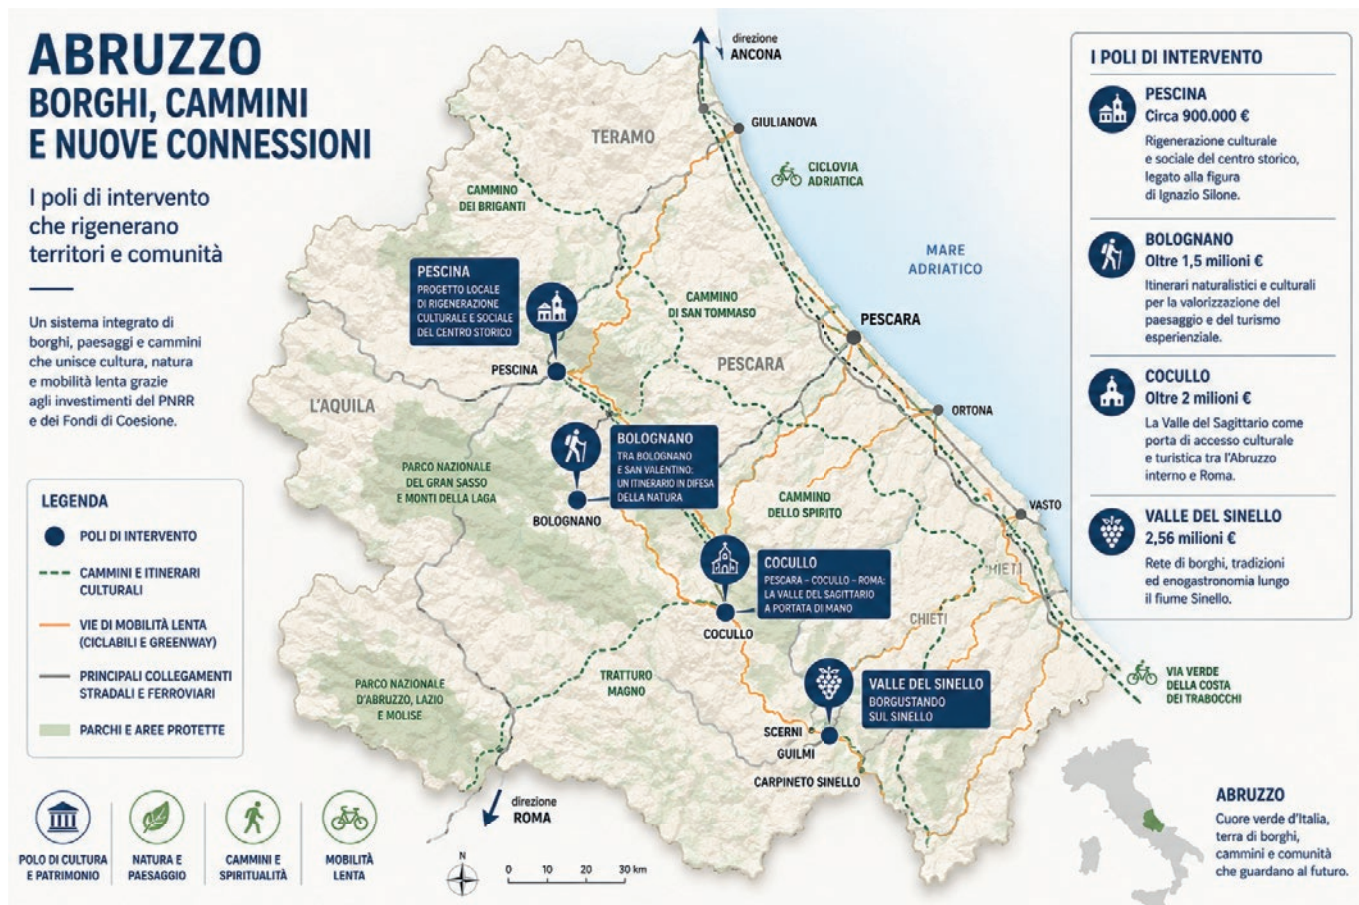 ABRUZZO
BORGHI, CAMMINI
E NUOVE CONNESSIONI
I poli di intervento
che rigenerano
territori e comunità
Un sistema integrato di
borghi, paesaggi e cammini
che unisce cultura, natura
e mobilità lenta grazie
agli investimenti del PNRR
e dei Fondi di Coesione.
LEGENDA
POLI DI INTERVENTO
CAMMINI E ITINERARI
CULTURALI
VIE DI MOBILITÀ LENTA
(CICLABILI E GREENWAY)
PRINCIPALI COLLEGAMENTI
STRADALI E FERROVIARI
PARCHI E AREE PROTETTE
POLO DI CULTURA
E PATRIMONIO
NATURA E
PAESAGGIO
CAMMINI E
SPIRITUALITÀ
MOBILITÀ
LENTA
direzione
ANCONA
TERAMO
GIULIANOVA
CICLOVIA
ADRIATICA
CAMMINO
DEI BRIGANTI
MARE
ADRIATICO
PESCINA
PROGETTO LOCALE
DI RIGENERAZIONE
CULTURALE E SOCIALE
DEL CENTRO STORICO
CAMMINO
DI SAN TOMMASO
PESCARA
PESCARA
PESCINA
L'AQUILA
ORTONA
BOLOGNANO
TRA BOLOGNANO
E SAN VALENTINO:
UN ITINERARIO IN DIFESA
DELLA NATURA
PARCO NAZIONALE
DEL GRAN SASSO
E MONTI DELLA LAGA
BOLOGNANO
CAMMINO
DELLO SPIRITO
VASTO
HIETI
COCULLO
PESCARA – COCULLO – ROMA:
LA VALLE DEL SAGITTARIO
A PORTATA DI MANO
COCULLO
CHIETI
TRATTURO
MAGNO
PARCO NAZIONALE
D'ABRUZZO, LAZIO
E MOLISE
VALLE DEL SINELLO
BORGUSTANDO
SUL SINELLO
SCERNI
GUILMI
CARPINETO SINELLO
VIA VERDE
DELLA COSTA
DEI TRABOCCHI
direzione
ROMA
N
0 10 20 30 km
I POLI DI INTERVENTO
PESCINA
Circa 900.000 €
Rigenerazione culturale
e sociale del centro storico,
legato alla figura
di Ignazio Silone.
BOLOGNANO
Oltre 1,5 milioni €
Itinerari naturalistici e culturali
per la valorizzazione del
paesaggio e del turismo
esperienziale.
COCULLO
Oltre 2 milioni €
La Valle del Sagittario come
porta di accesso culturale
e turistica tra l'Abruzzo
interno e Roma.
VALLE DEL SINELLO
2,56 milioni €
Rete di borghi, tradizioni
ed enogastronomia lungo
il fiume Sinello.
ABRUZZO
Cuore verde d'Italia,
terra di borghi,
cammini e comunità
che guardano al futuro.